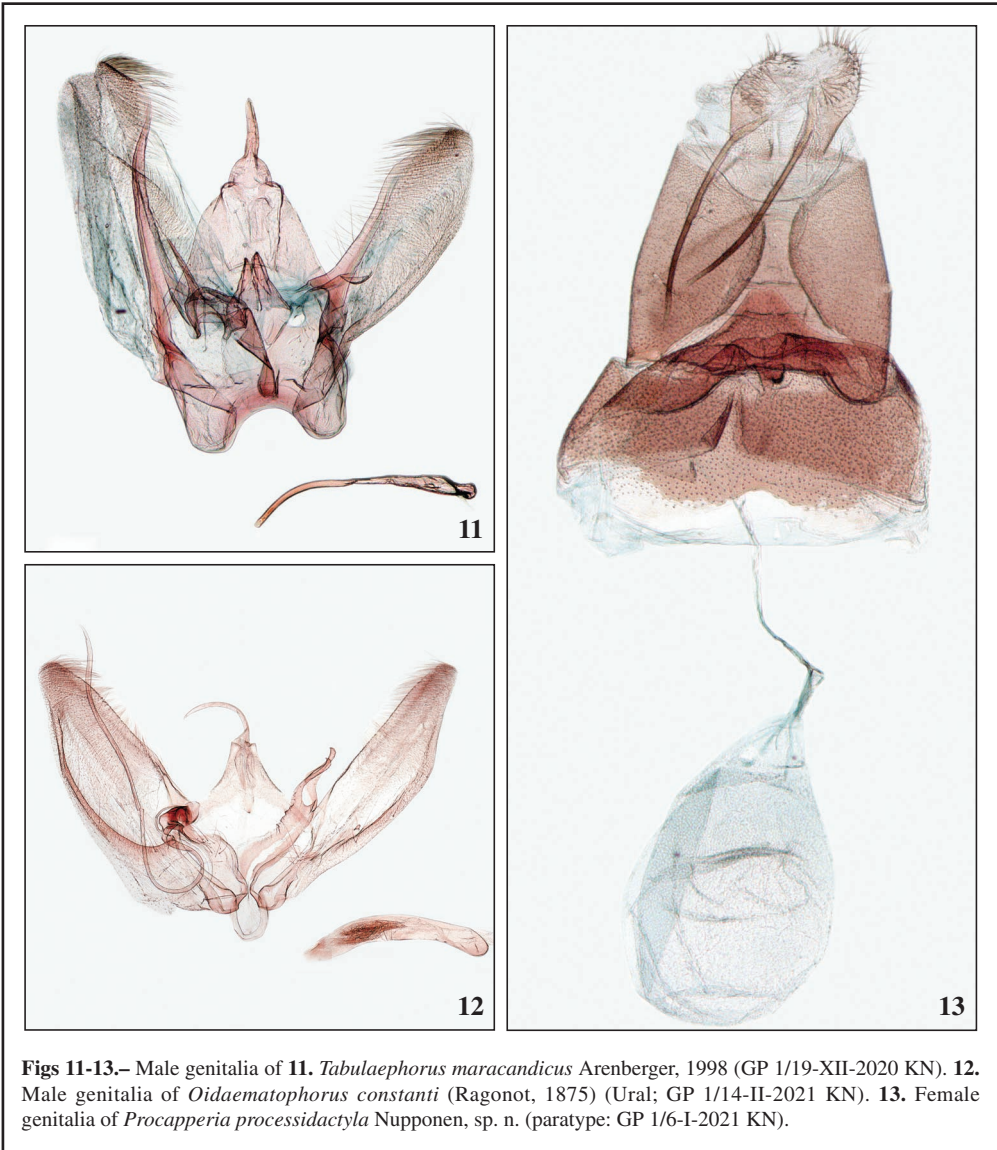 11
12
13
Figs 11-13.– Male genitalia of 11. Tabulaephorus maracandicus Arenberger, 1998 (GP 1/19-XII-2020 KN). 12.
Male genitalia of Oidaematophorus constanti (Ragonot, 1875) (Ural; GP 1/14-II-2021 KN). 13. Female
genitalia of Procapperia processidactyla Nupponen, sp. n. (paratype: GP 1/6-I-2021 KN).